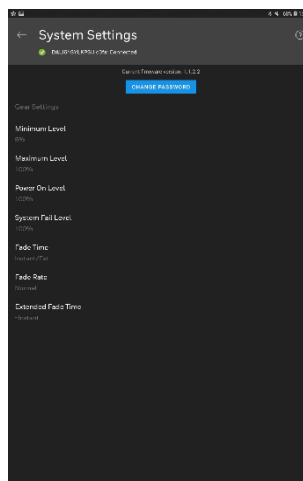 System Settings
Connected
Current firmware version: 1.1.2.2
CHANGE PASSWORD
Gear Settings
Minimum Level
Maximum Level
100%
Power On Level
100%
System Fail Level
100%
Fade Time
Fade Rate
Normal
Extended Fade Time